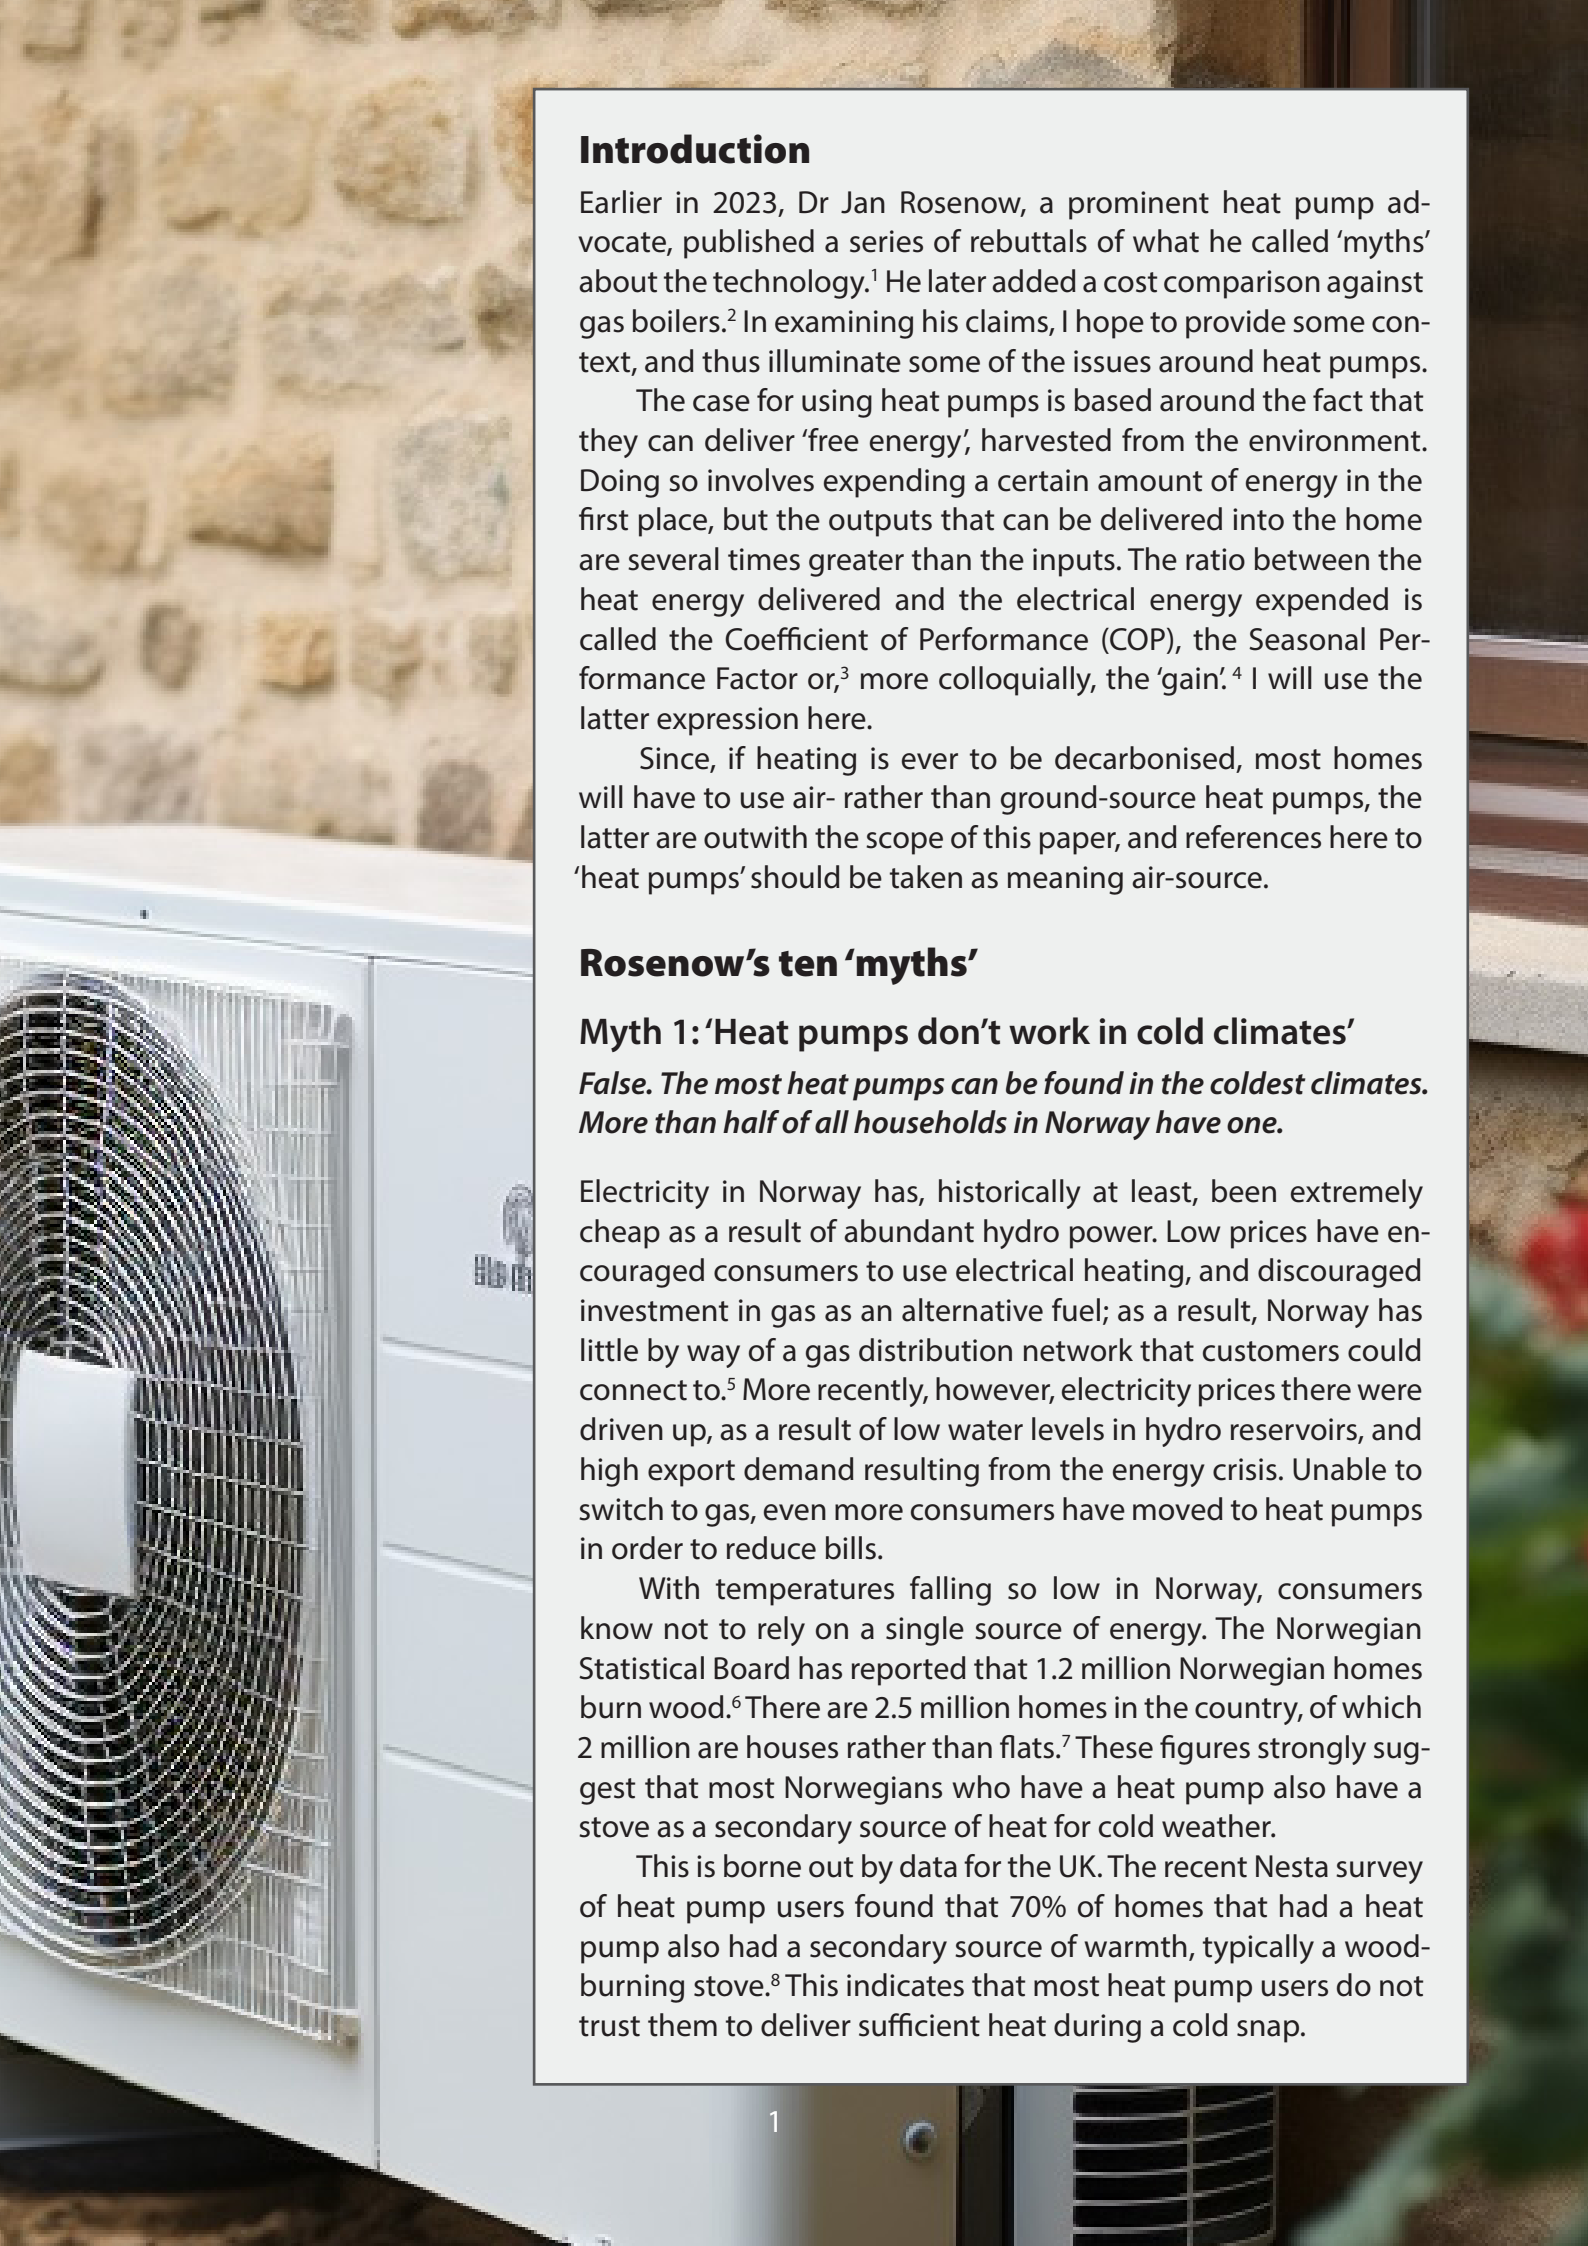 Introduction
Earlier in 2023, Dr Jan Rosenow, a prominent heat pump ad-
vocate, published a series of rebuttals of what he called ‘myths’
about the technology.1 He later added a cost comparison against
gas boilers.2 In examining his claims, I hope to provide some con-
text, and thus illuminate some of the issues around heat pumps.
The case for using heat pumps is based around the fact that
they can deliver ‘free energy’, harvested from the environment.
Doing so involves expending a certain amount of energy in the
first place, but the outputs that can be delivered into the home
are several times greater than the inputs. The ratio between the
heat energy delivered and the electrical energy expended is
called the Coefficient of Performance (COP), the Seasonal Per-
formance Factor or,3 more colloquially, the ‘gain’.4 I will use the
latter expression here.
Since, if heating is ever to be decarbonised, most homes
will have to use air- rather than ground-source heat pumps, the
latter are outwith the scope of this paper, and references here to
‘heat pumps’ should be taken as meaning air-source.
Rosenow’s ten ‘myths’
Myth 1: ‘Heat pumps don’t work in cold climates’
False. The most heat pumps can be found in the coldest climates.
More than half of all households in Norway have one.
Electricity in Norway has, historically at least, been extremely
cheap as a result of abundant hydro power. Low prices have en-
couraged consumers to use electrical heating, and discouraged
investment in gas as an alternative fuel; as a result, Norway has
little by way of a gas distribution network that customers could
connect to.5 More recently, however, electricity prices there were
driven up, as a result of low water levels in hydro reservoirs, and
high export demand resulting from the energy crisis. Unable to
switch to gas, even more consumers have moved to heat pumps
in order to reduce bills.
With temperatures falling so low in Norway, consumers
know not to rely on a single source of energy. The Norwegian
Statistical Board has reported that 1.2 million Norwegian homes
burn wood.6 There are 2.5 million homes in the country, of which
2 million are houses rather than flats.7 These figures strongly sug-
gest that most Norwegians who have a heat pump also have a
stove as a secondary source of heat for cold weather.
This is borne out by data for the UK. The recent Nesta survey
of heat pump users found that 70% of homes that had a heat
pump also had a secondary source of warmth, typically a wood-
burning stove.8 This indicates that most heat pump users do not
trust them to deliver sufficient heat during a cold snap.
1